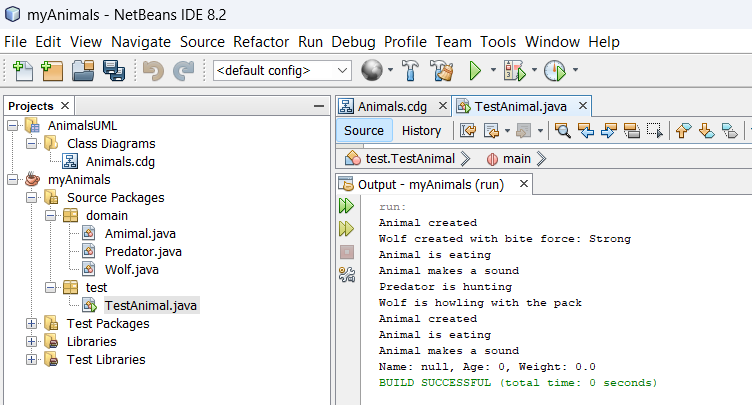 myAnimals - NetBeans IDE 8.2
File Edit View Navigate Source Refactor Run Debug Profile Team Tools Window Help
<default config>
Projects
AnimalsUML
Class Diagrams
Animals.cdg
myAnimals
Source Packages
domain
Amimal.java
Predator.java
Wolf.java
test
TestAnimal.java
Test Packages
Libraries
Test Libraries
Animals.cdg TestAnimal.java
Source History
test.TestAnimal main
Output - myAnimals (run)
run:
Animal created
Wolf created with bite force: Strong
Animal is eating
Animal makes a sound
Predator is hunting
Wolf is howling with the pack
Animal created
Animal is eating
Animal makes a sound
Name: null, Age: 0, Weight: 0.0
BUILD SUCCESSFUL (total time: 0 seconds)